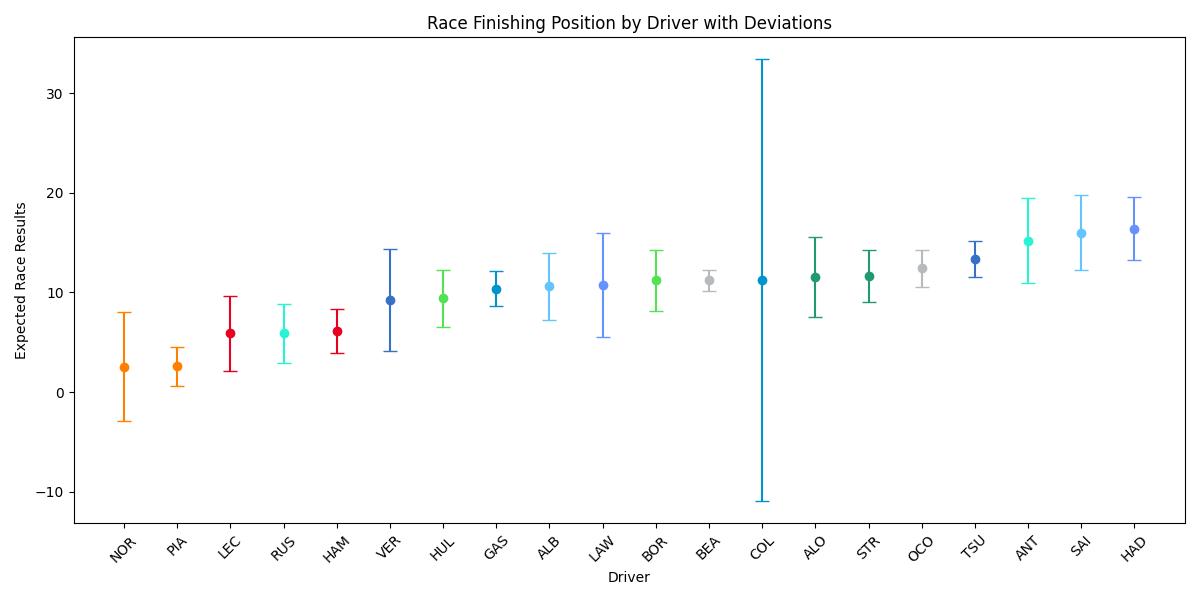 Race Finishing Position by Driver with Deviations
Expected Race Results
30
20
10
0
−10
NOR PIA LEC RUS HAM VER HUL GAS ALB LAW BOR BEA COL ALO STR OCO TSU ANT SAI HAD
Driver